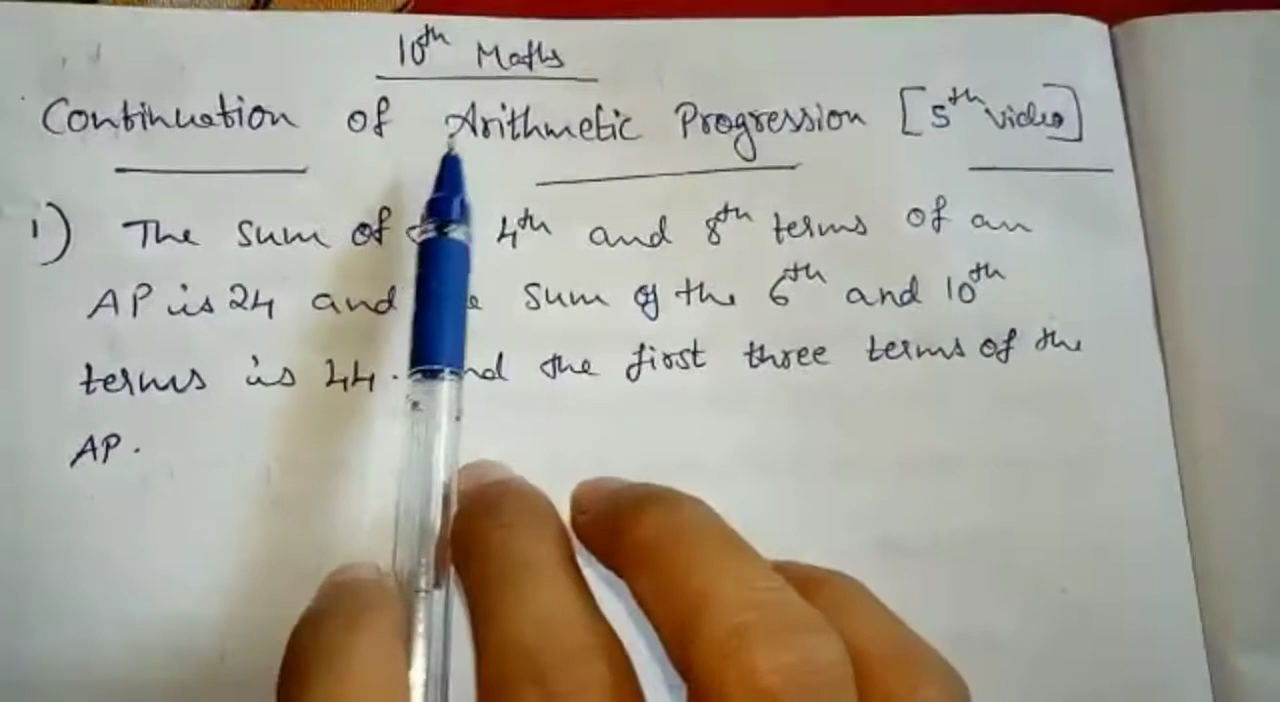 10th Maths
Continuation of Arithmetic Progression [5th video]
1) The sum of 4th and 8th terms of an
AP is 24 and sum of the 6th and 10th
terms is 44. the first three terms of the
AP.